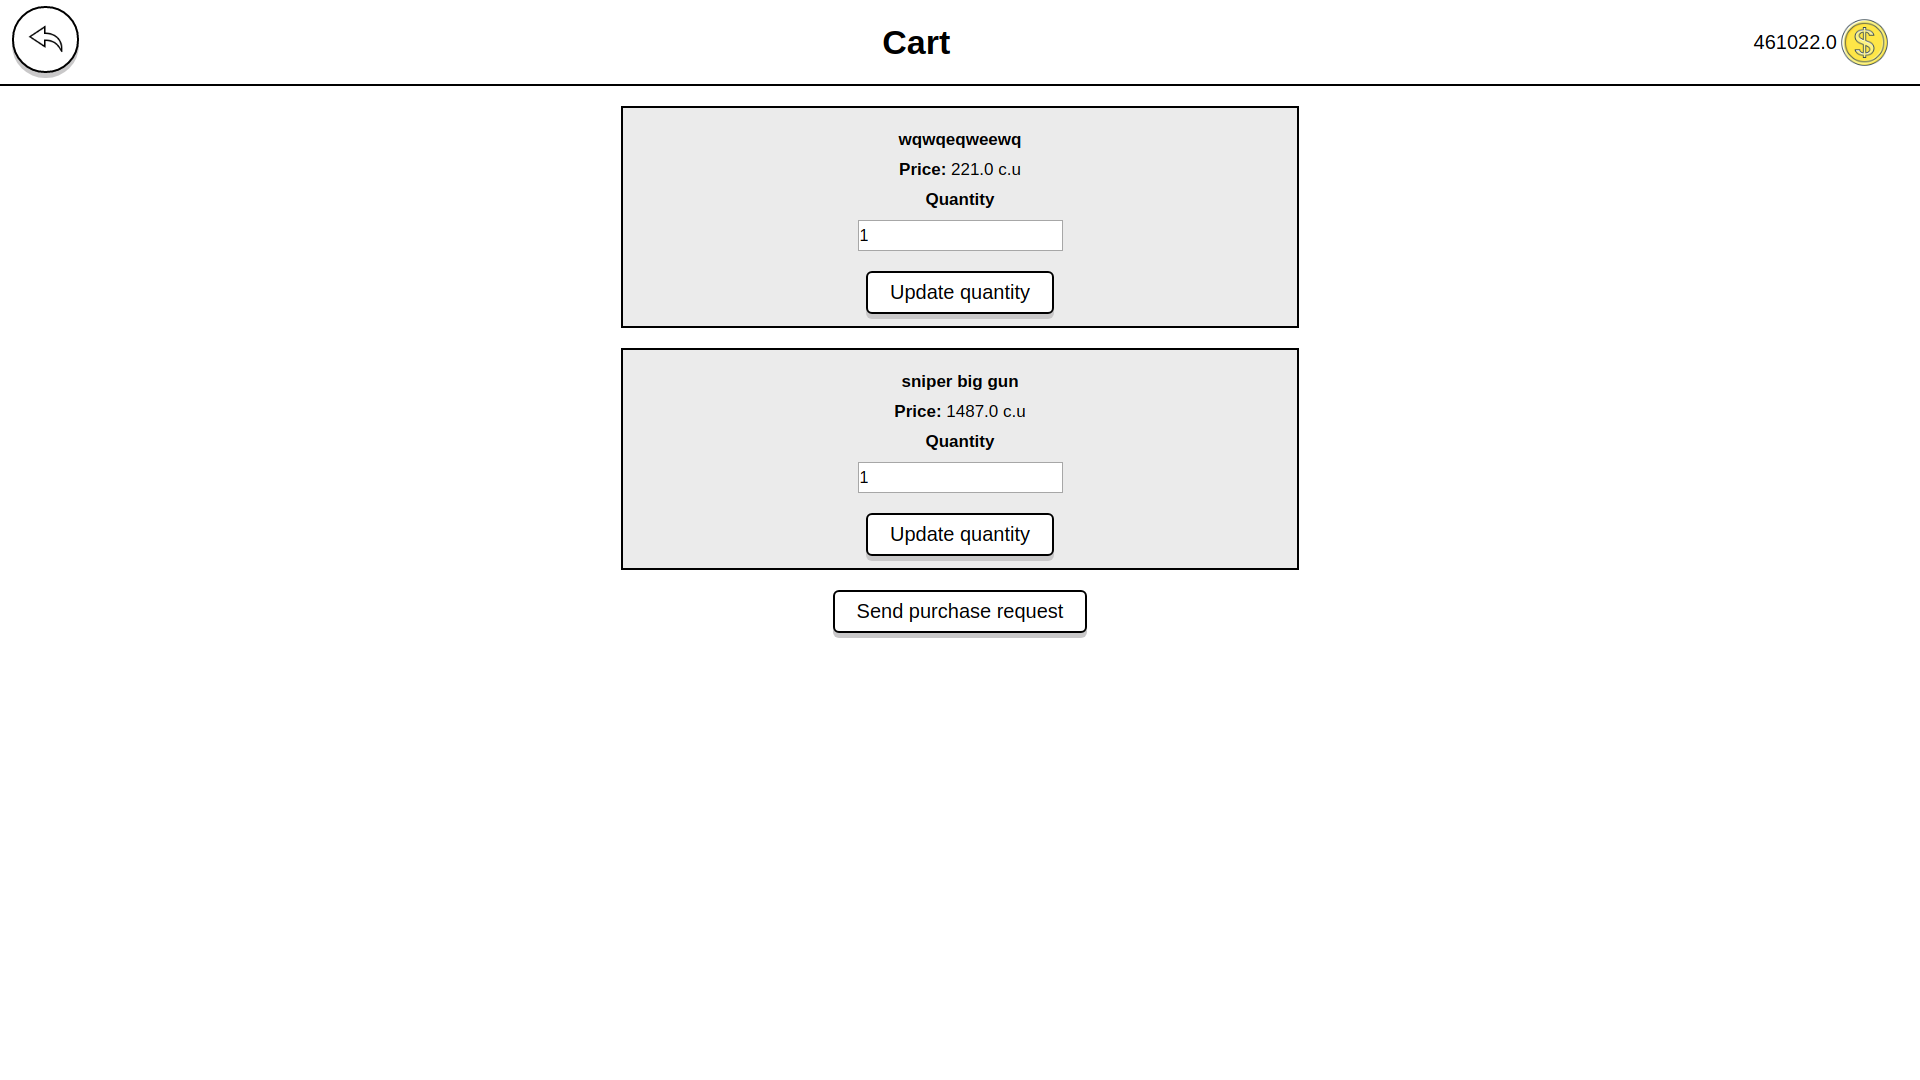 Cart
461022.0
wqwqeqweewq
Price: 221.0 c.u
Quantity
1
Update quantity
sniper big gun
Price: 1487.0 c.u
Quantity
1
Update quantity
Send purchase request